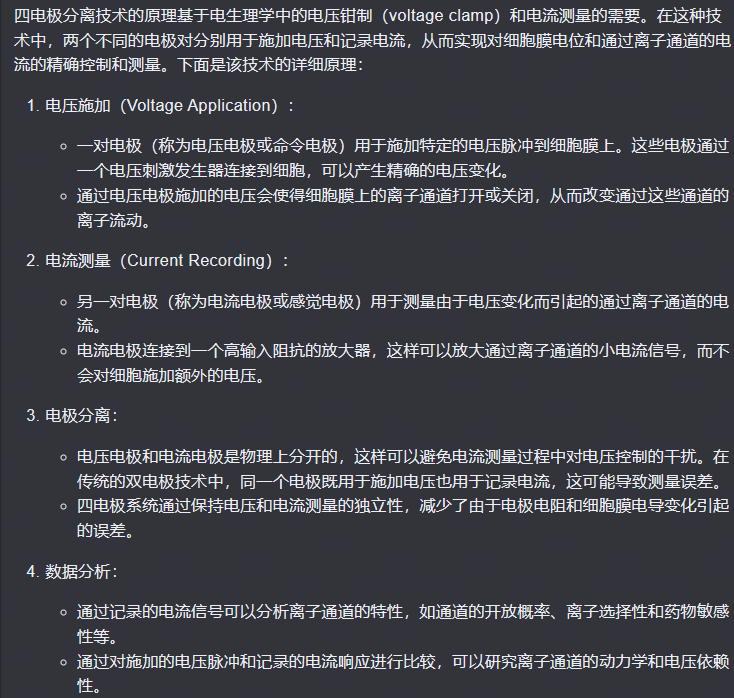 四电极分离技术的原理基于电生理学中的电压钳制（voltage clamp）和电流测量的需要。在这种技
术中，两个不同的电极对分别用于施加电压和记录电流，从而实现对细胞膜电位和通过离子通道的电
流的精确控制和测量。下面是该技术的详细原理：
1. 电压施加（Voltage Application）：
○ 一对电极（称为电压电极或命令电极）用于施加特定的电压脉冲到细胞膜上。这些电极通过
一个电压刺激发生器连接到细胞，可以产生精确的电压变化。
○ 通过电压电极施加的电压会使得细胞膜上的离子通道打开或关闭，从而改变通过这些通道的
离子流动。
2. 电流测量（Current Recording）：
○ 另一对电极（称为电流电极或感觉电极）用于测量由于电压变化而引起的通过离子通道的电
流。
○ 电流电极连接到一个高输入阻抗的放大器，这样可以放大通过离子通道的小电流信号，而不
会对细胞施加额外的电压。
3. 电极分离：
○ 电压电极和电流电极是物理上分开的，这样可以避免电流测量过程中对电压控制的干扰。在
传统的双电极技术中，同一个电极既用于施加电压也用于记录电流，这可能导致测量误差。
○ 四电极系统通过保持电压和电流测量的独立性，减少了由于电极电阻和细胞膜电导变化引起
的误差。
4. 数据分析：
○ 通过记录的电流信号可以分析离子通道的特性，如通道的开放概率、离子选择性和药物敏感
性等。
○ 通过对施加的电压脉冲和记录的电流响应进行比较，可以研究离子通道的动力学和电压依赖
性。